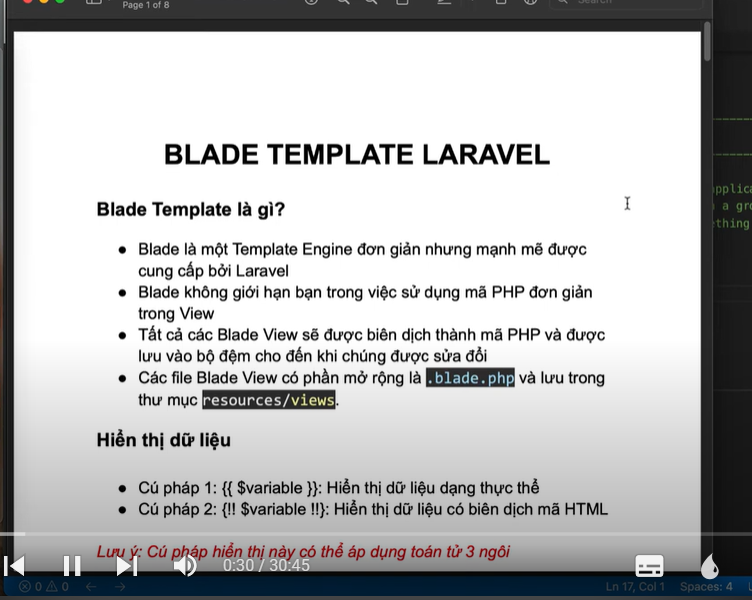 Page 1 of 8
Search
BLADE TEMPLATE LARAVEL
Blade Template là gì?
● Blade là một Template Engine đơn giản nhưng mạnh mẽ được
cung cấp bởi Laravel
● Blade không giới hạn bạn trong việc sử dụng mã PHP đơn giản
trong View
● Tất cả các Blade View sẽ được biên dịch thành mã PHP và được
lưu vào bộ đệm cho đến khi chúng được sửa đổi
● Các file Blade View có phần mở rộng là .blade.php và lưu trong
thư mục resources/views.
Hiển thị dữ liệu
● Cú pháp 1: {{ $variable }}: Hiển thị dữ liệu dạng thực thể
● Cú pháp 2: {!! $variable !!}: Hiển thị dữ liệu có biên dịch mã HTML
Lưu ý: Cú pháp hiển thị này có thể áp dụng toán tử 3 ngôi
0:30 / 30:45
0 0
Ln 17, Col 1 Spaces: 4